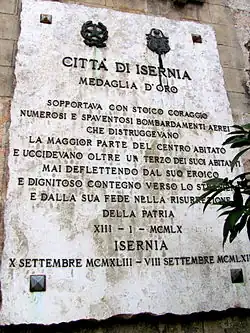 CITTÀ DI ISERNIA
MEDAGLIA D'ORO
SOPPORTAVA CON STOICO CORAGGIO
NUMEROSI E SPAVENTOSI BOMBARDAMENTI AEREI
CHE DISTRUGGEVANO
LA MAGGIOR PARTE DEL CENTRO ABITATO
E UCCIDEVANO OLTRE UN TERZO DEI SUOI ABITANTI
MAI DEFLETTENDO DAL SUO EROICO
E DIGNITOSO CONTEGNO VERSO LO
E DALLA SUA FEDE NELLA RISURREZIONE
DELLA PATRIA
XIII - I - MCMLX
ISERNIA
X SETTEMBRE MCMXLIII - VIII SETTEMBRE